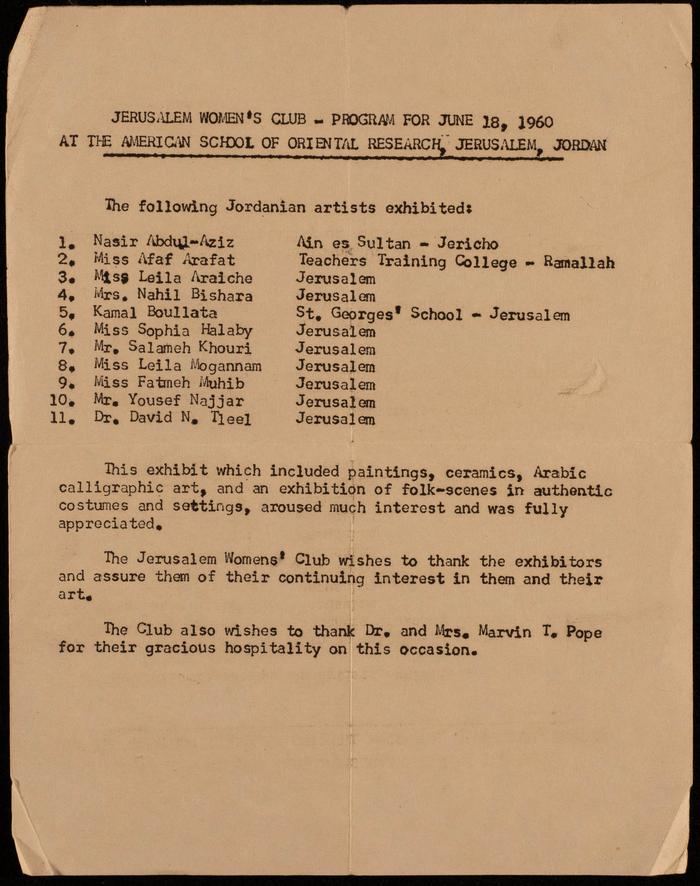 JERUSALEM WOMEN'S CLUB - PROGRAM FOR JUNE 18, 1960
AT THE AMERICAN SCHOOL OF ORIENTAL RESEARCH, JERUSALEM, JORDAN
The following Jordanian artists exhibited:
1. Nasir Abdul-Aziz Ain es Sultan - Jericho
2. Miss Afaf Arafat Teachers Training College - Ramallah
3. Miss Leila Araiche Jerusalem
4. Mrs. Nahil Bishara Jerusalem
5. Kamal Boullata St. Georges' School - Jerusalem
6. Miss Sophia Halaby Jerusalem
7. Mr. Salameh Khouri Jerusalem
8. Miss Leila Mogannam Jerusalem
9. Miss Fatmeh Muhib Jerusalem
10. Mr. Yousef Najjar Jerusalem
11. Dr. David N. Tleel Jerusalem
This exhibit which included paintings, ceramics, Arabic
calligraphic art, and an exhibition of folk-scenes in authentic
costumes and settings, aroused much interest and was fully
appreciated.
The Jerusalem Womens' Club wishes to thank the exhibitors
and assure them of their continuing interest in them and their
art.
The Club also wishes to thank Dr. and Mrs. Marvin T. Pope
for their gracious hospitality on this occasion.